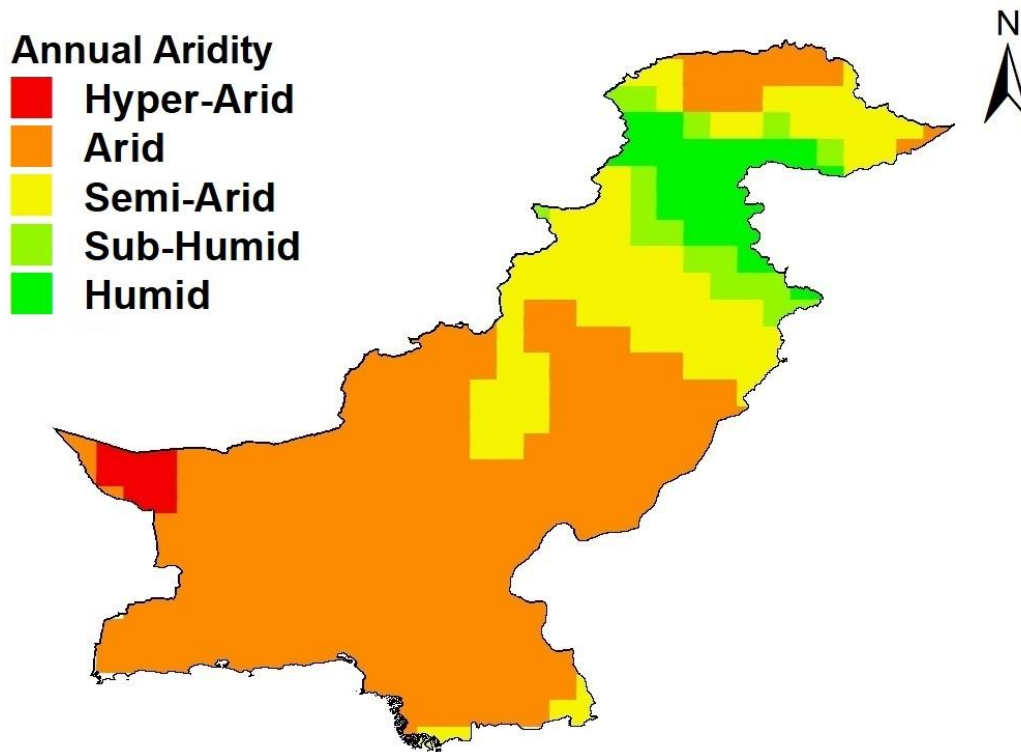 Annual Aridity
Hyper-Arid
Arid
Semi-Arid
Sub-Humid
Humid
N